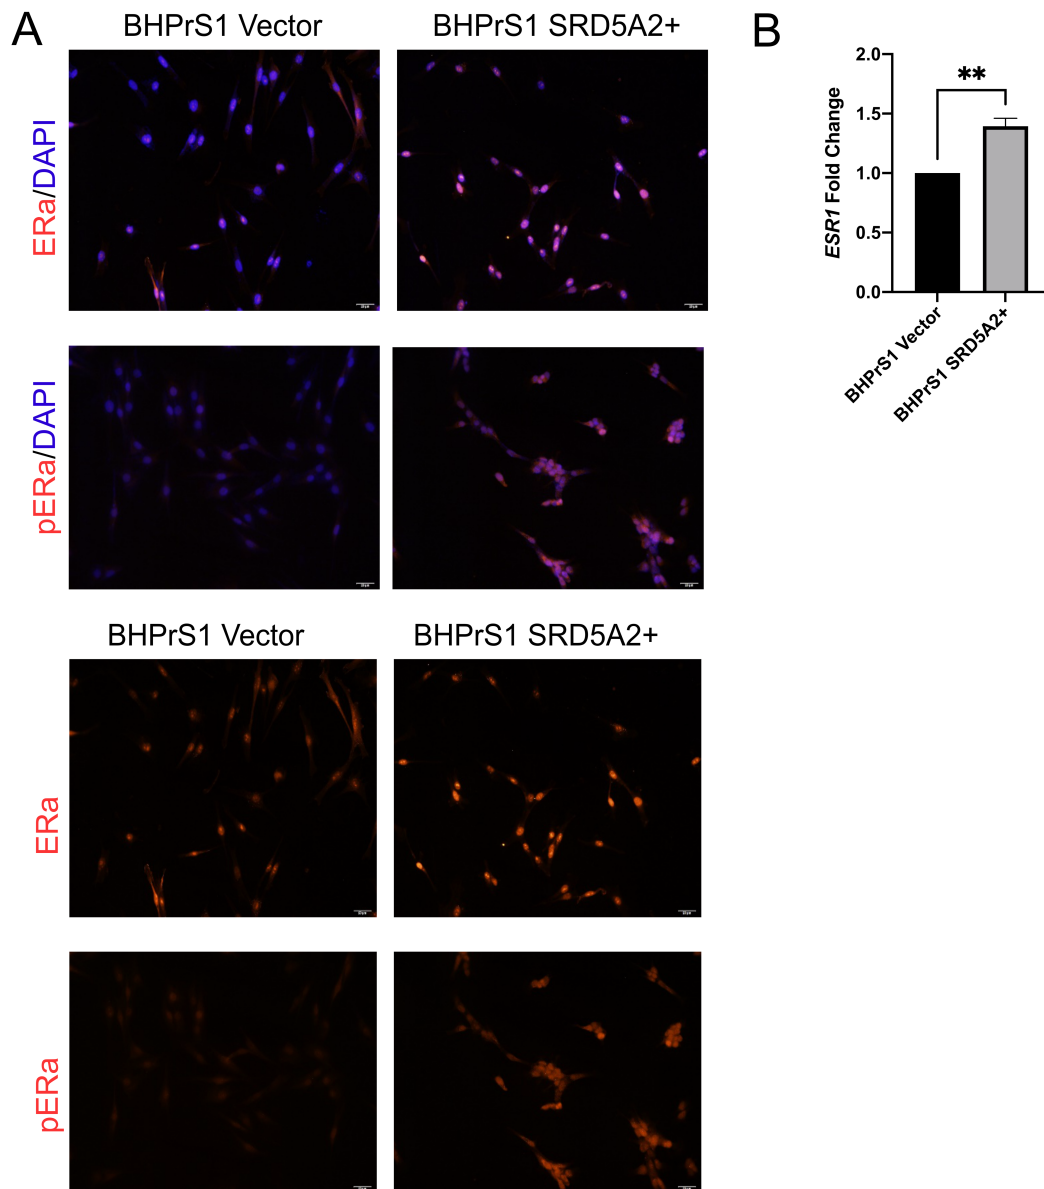 A
BHPrS1 Vector
BHPrS1 SRD5A2+
ERa/DAPI
pERa/DAPI
BHPrS1 Vector
BHPrS1 SRD5A2+
ERa
pERa
B
ESR1 Fold Change
2.0
1.5
1.0
0.5
0.0
**
BHPrS1 Vector
BHPrS1 SRD5A2+